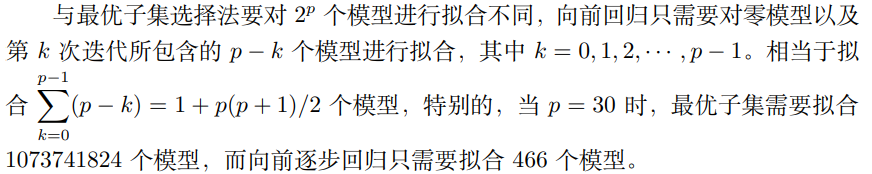 与最优子集选择法要对 $2^p$ 个模型进行拟合不同，向前回归只需要对零模型以及
第 $k$ 次迭代所包含的 $p-k$ 个模型进行拟合，其中 $k=0,1,2,\cdots,p-1$。相当于拟
合 $\sum_{k=0}^{p-1}(p-k)=1+p(p+1)/2$ 个模型，特别的，当 $p=30$ 时，最优子集需要拟合
1073741824 个模型，而向前逐步回归只需要拟合 466 个模型。